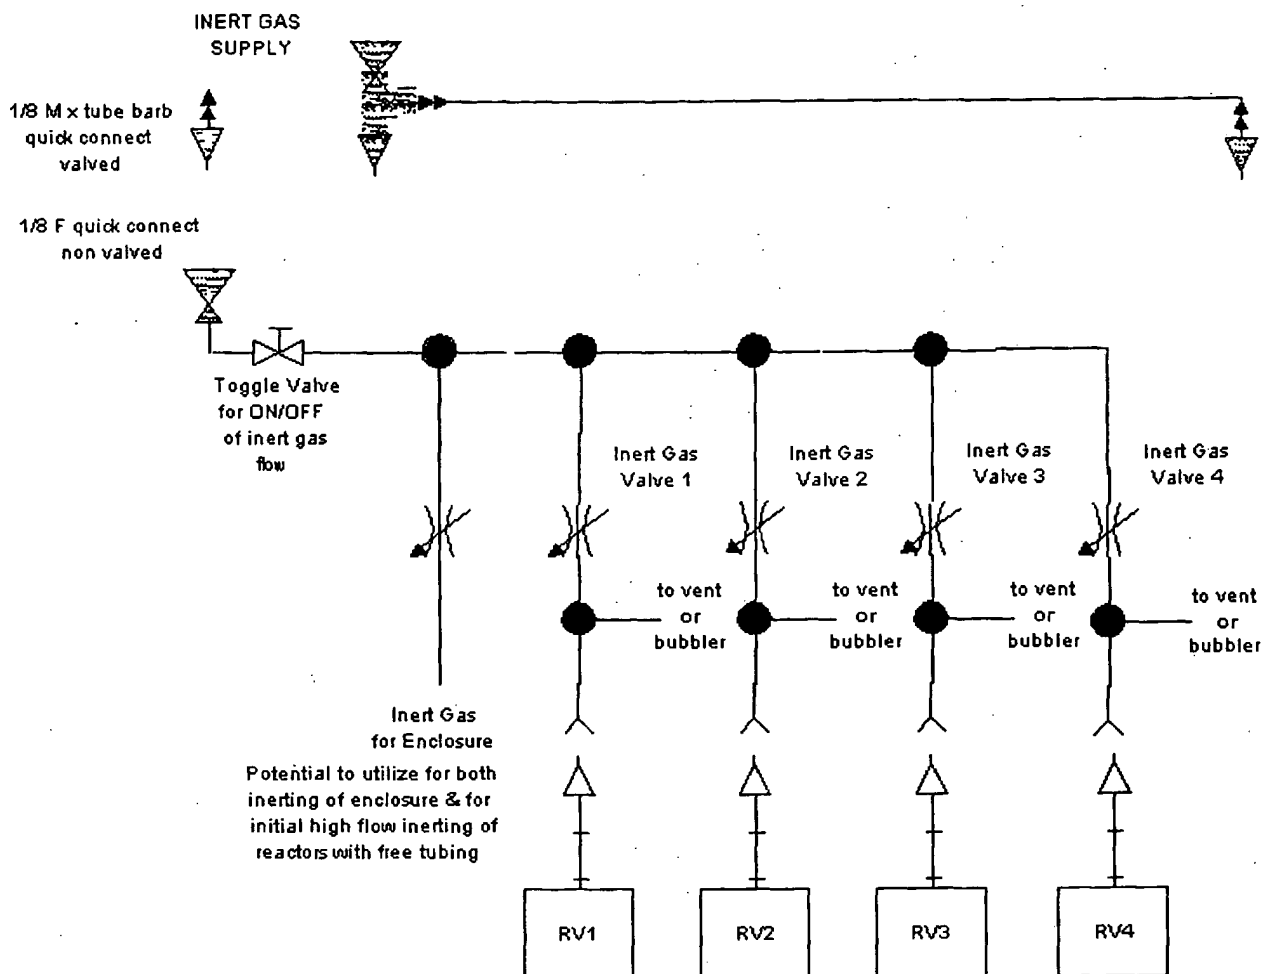 INERT GAS
SUPPLY
1/8 M x tube barb
quick connect
valved
1/8 F quick connect
non valved
Toggle Valve
for ON/OFF
of inert gas
flow
Inert Gas
Valve 1
Inert Gas
Valve 2
Inert Gas
Valve 3
Inert Gas
Valve 4
to vent
or
bubbler
to vent
or
bubbler
to vent
or
bubbler
to vent
or
bubbler
Inert Gas
for Enclosure
Potential to utilize for both
inerting of enclosure & for
initial high flow inerting of
reactors with free tubing
RV1
RV2
RV3
RV4